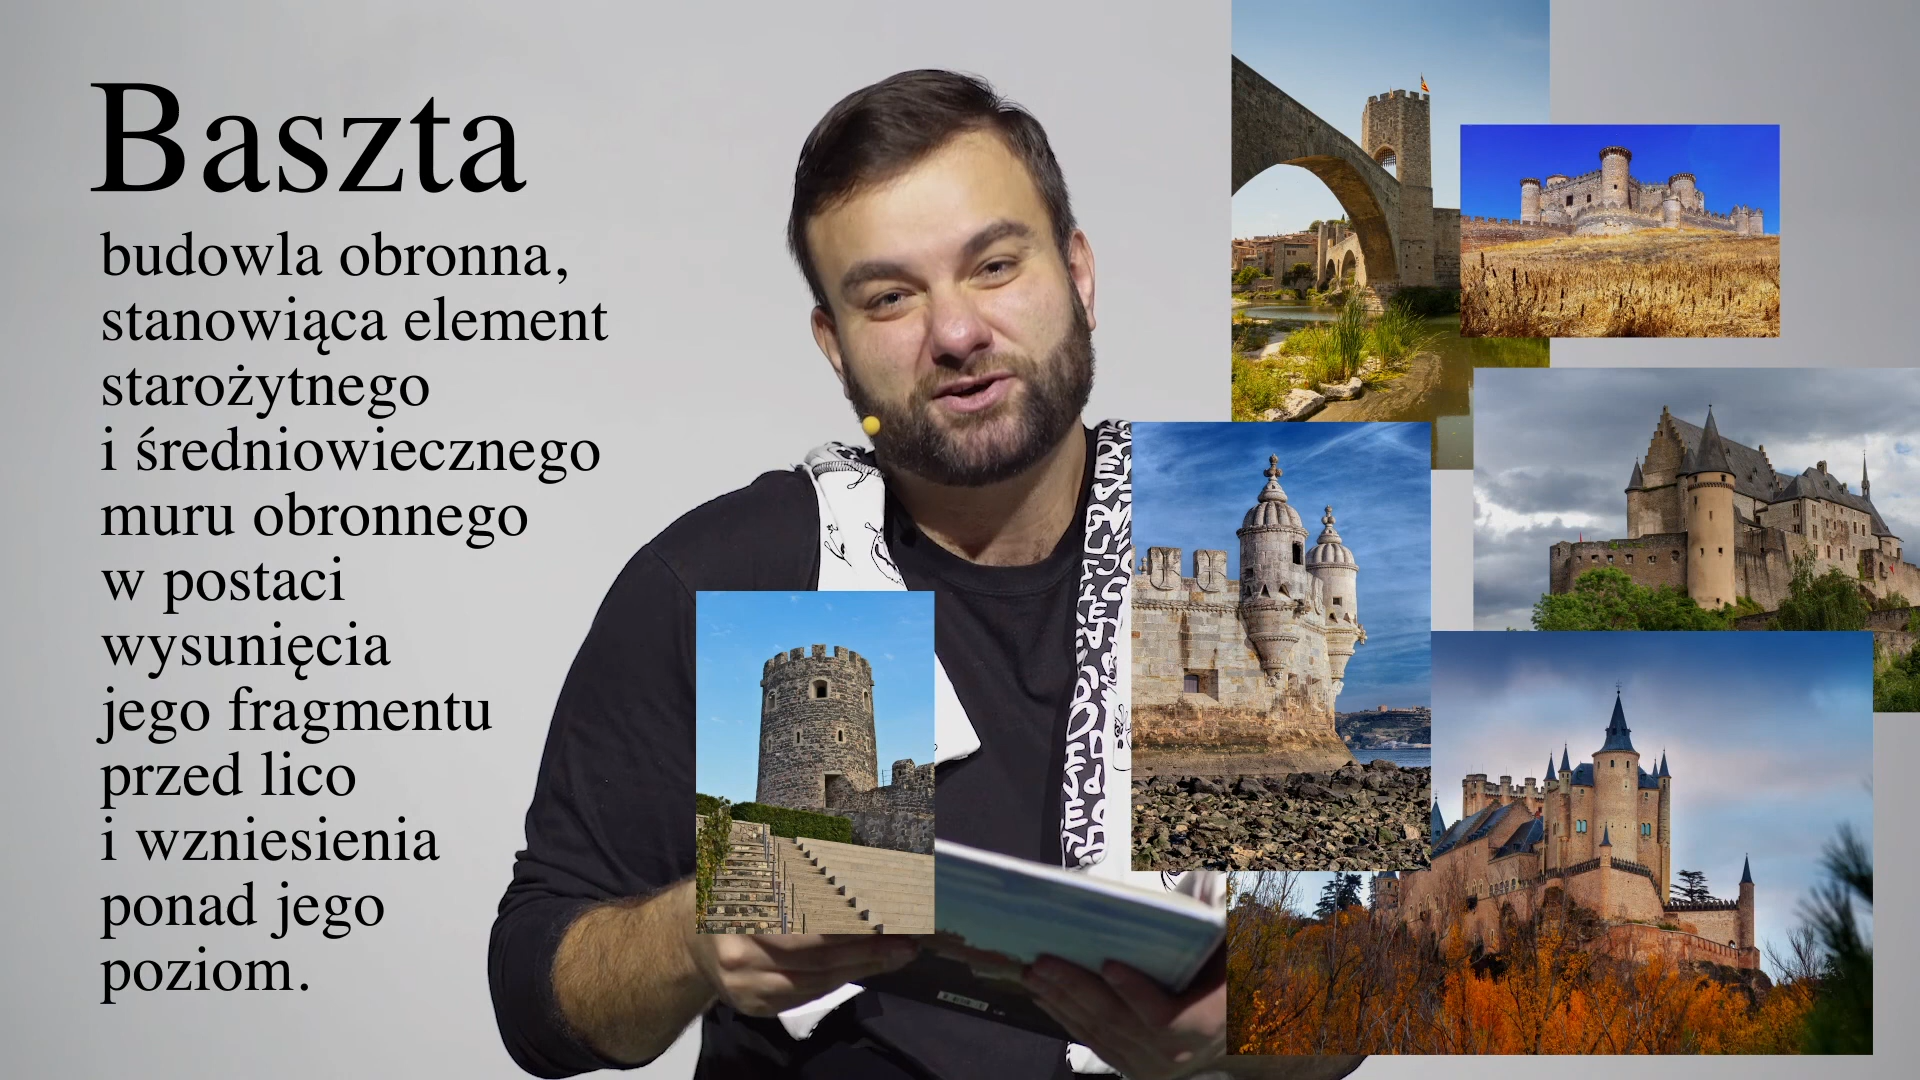 Baszta
budowla obronna,
stanowiąca element
starożytnego
i średniowiecznego
muru obronnego
w postaci
wysunięcia
jego fragmentu
przed lico
i wzniesienia
ponad jego
poziom.